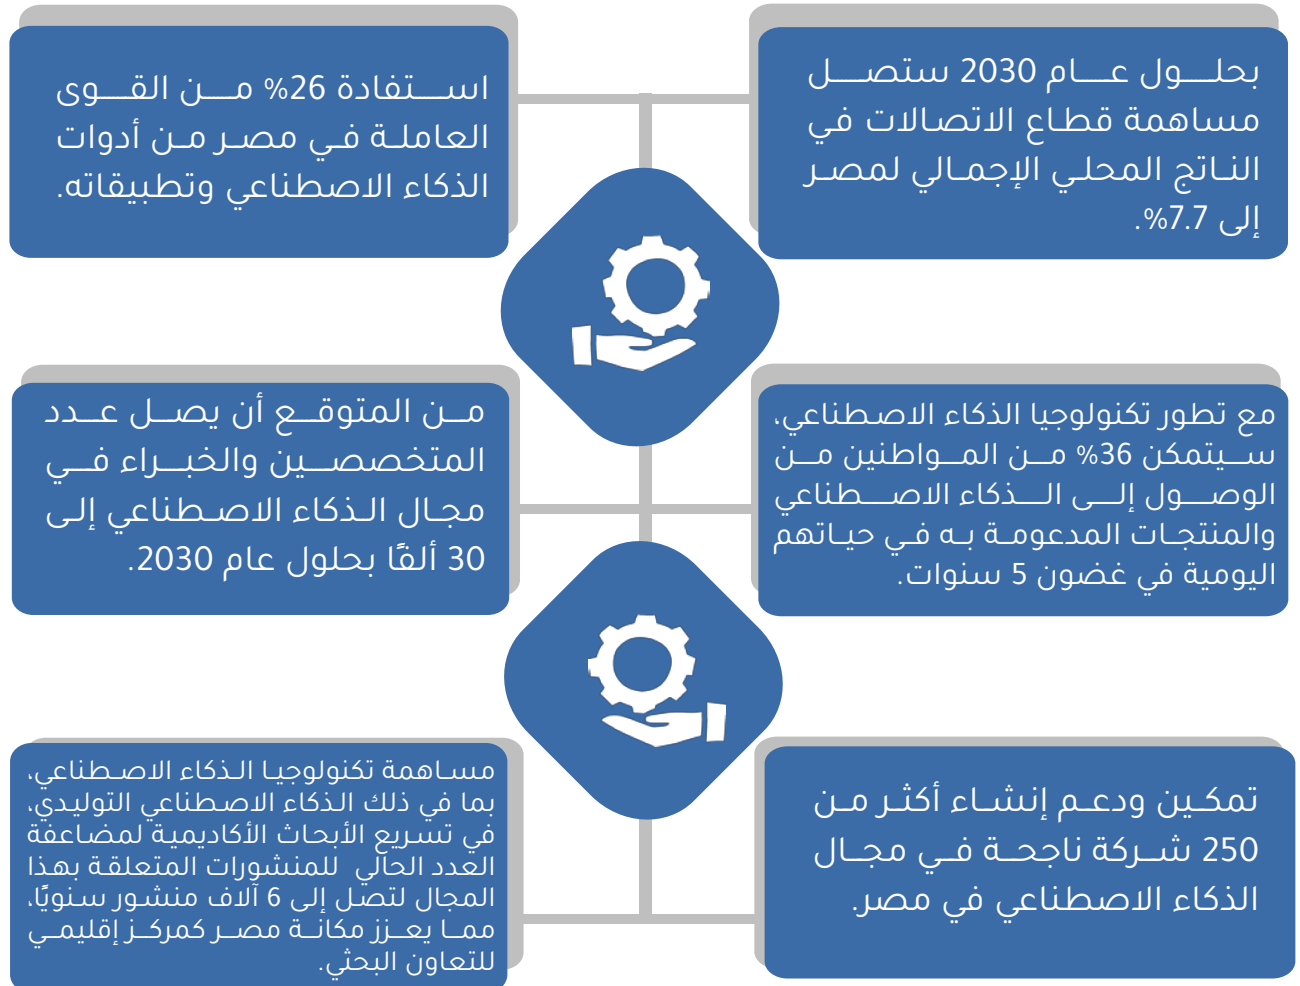 بحلول عام 2030 ستصل
مساهمة قطاع الاتصالات في
الناتج المحلي الإجمالي لمصر
إلى 7.7%.
استفادة 26% من القوى
العاملة في مصر من أدوات
الذكاء الاصطناعي وتطبيقاته.
مع تطور تكنولوجيا الذكاء الاصطناعي،
سيتمكن 36% من المواطنين من
الوصول إلى الذكاء الاصطناعي
والمنتجات المدعومة به في حياتهم
اليومية في غضون 5 سنوات.
من المتوقع أن يصل عدد
المتخصصين والخبراء في
مجال الذكاء الاصطناعي إلى
30 ألفًا بحلول عام 2030.
تمكين ودعم إنشاء أكثر من
250 شركة ناجحة في مجال
الذكاء الاصطناعي في مصر.
مساهمة تكنولوجيا الذكاء الاصطناعي،
بما في ذلك الذكاء الاصطناعي التوليدي،
في تسريع الأبحاث الأكاديمية لمضاعفة
العدد الحالي للمنشورات المتعلقة بهذا
المجال لتصل إلى 6 آلاف منشور سنويًا،
مما يعزز مكانة مصر كمركز إقليمي
للتعاون البحثي.